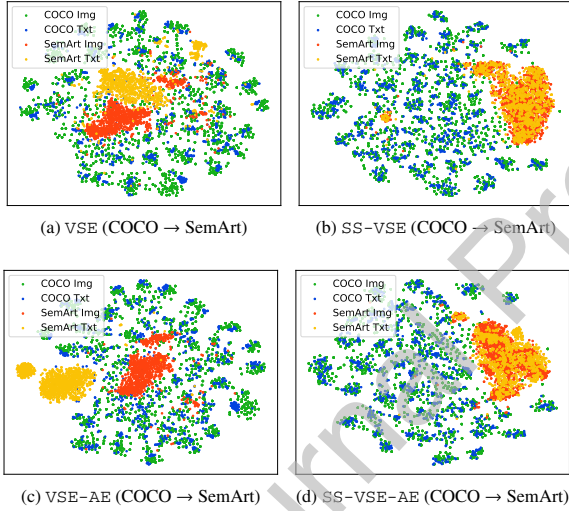 COCO Img
COCO Txt
SemArt Img
SemArt Txt
COCO Img
COCO Txt
SemArt Img
SemArt Txt
(a) VSE (COCO → SemArt)
(b) SS-VSE (COCO → SemArt)
COCO Img
COCO Txt
SemArt Img
SemArt Txt
COCO Img
COCO Txt
SemArt Img
SemArt Txt
(c) VSE-AE (COCO → SemArt)
(d) SS-VSE-AE (COCO → SemArt)
urnal Pre